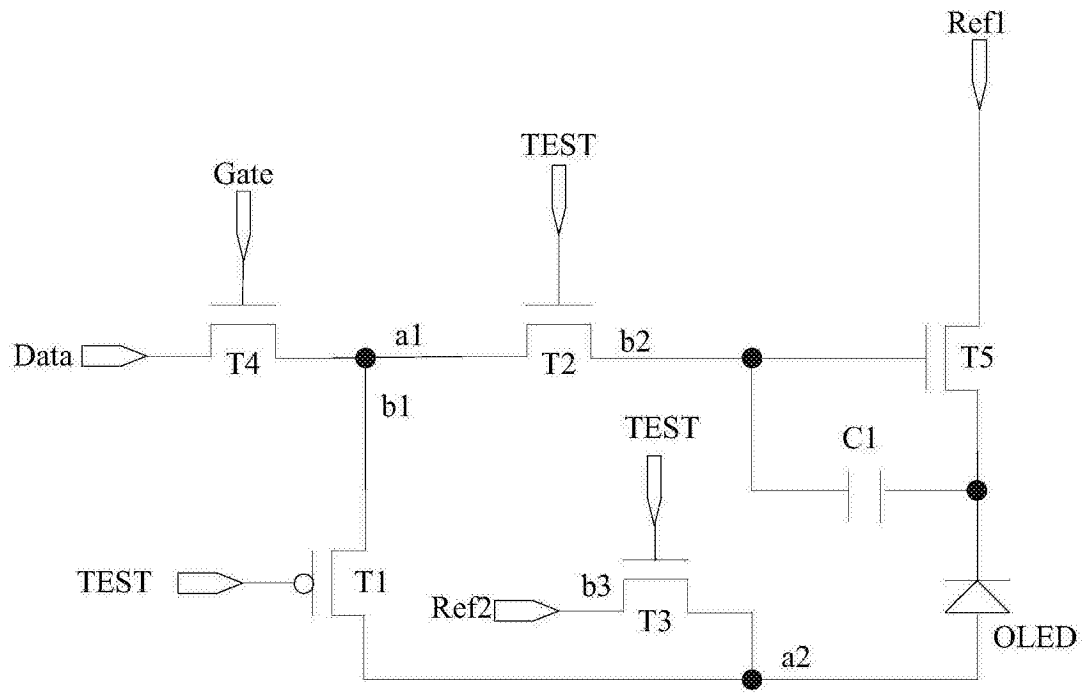 Ref1
TEST
Gate
a1
b2
Data
T4
T2
T5
b1
TEST
C1
TEST
T1
b3
Ref2
T3
OLED
a2